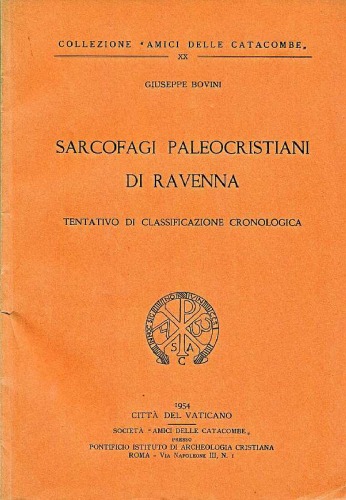 COLLEZIONE "AMICI DELLE CATACOMBE„
XX
GIUSEPPE BOVINI
SARCOFAGI PALEOCRISTIANI
DI RAVENNA
TENTATIVO DI CLASSIFICAZIONE CRONOLOGICA
S A
C
1954
CITTÀ DEL VATICANO
SOCIETÀ "AMICI DELLE CATACOMBE„
PRESSO
PONTIFICIO ISTITUTO DI ARCHEOLOGIA CRISTIANA
ROMA - VIA NAPOLEONE III, N. 1